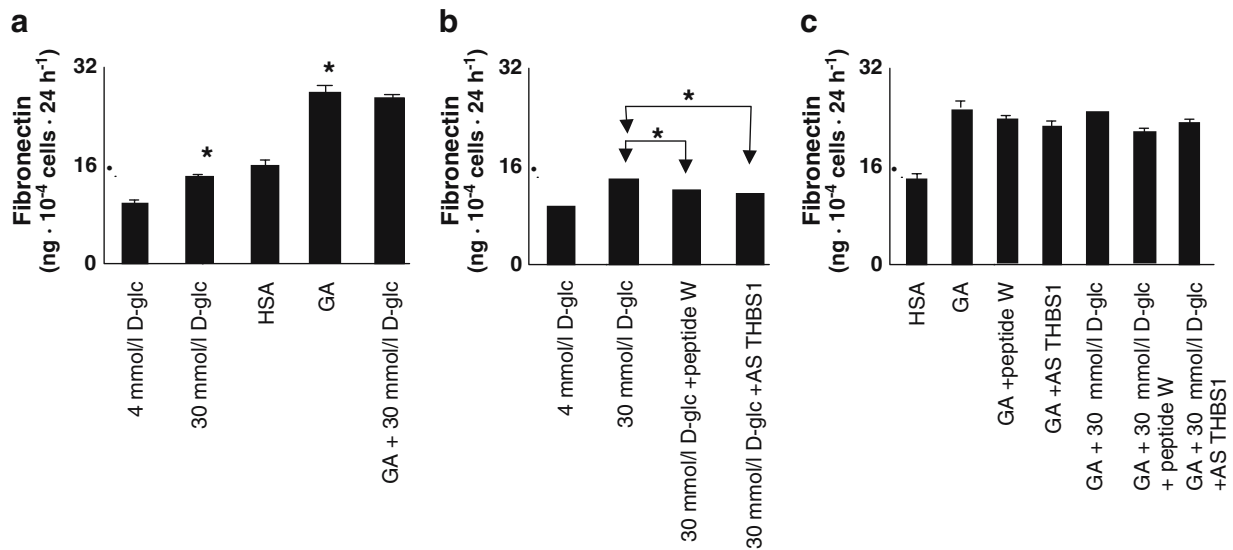 a
Fibronectin
(ng · 10⁻⁴ cells · 24 h⁻¹)
32
16
0
*
*
4 mmol/l D-glc
30 mmol/l D-glc
HSA
GA
GA + 30 mmol/l D-glc
b
Fibronectin
(ng · 10⁻⁴ cells · 24 h⁻¹)
32
16
0
*
*
4 mmol/l D-glc
30 mmol/l D-glc
30 mmol/l D-glc +peptide W
30 mmol/l D-glc +AS THBS1
c
Fibronectin
(ng · 10⁻⁴ cells · 24 h⁻¹)
32
16
0
HSA
GA
GA +peptide W
GA +AS THBS1
GA + 30 mmol/l D-glc
GA + 30 mmol/l D-glc
+ peptide W
GA + 30 mmol/l D-glc
+AS THBS1